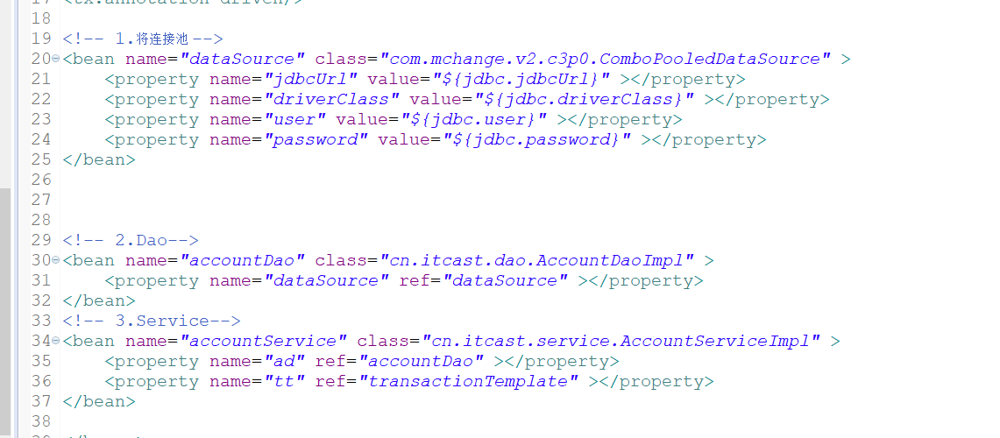 17 <tx:annotation-driven/>
18
19 <!-- 1.将连接池 -->
20 <bean name="dataSource" class="com.mchange.v2.c3p0.ComboPooledDataSource" >
21 <property name="jdbcUrl" value="${jdbc.jdbcUrl}" ></property>
22 <property name="driverClass" value="${jdbc.driverClass}" ></property>
23 <property name="user" value="${jdbc.user}" ></property>
24 <property name="password" value="${jdbc.password}" ></property>
25 </bean>
26
27
28
29 <!-- 2.Dao-->
30 <bean name="accountDao" class="cn.itcast.dao.AccountDaoImpl" >
31 <property name="dataSource" ref="dataSource" ></property>
32 </bean>
33 <!-- 3.Service-->
34 <bean name="accountService" class="cn.itcast.service.AccountServiceImpl" >
35 <property name="ad" ref="accountDao" ></property>
36 <property name="tt" ref="transactionTemplate" ></property>
37 </bean>
38